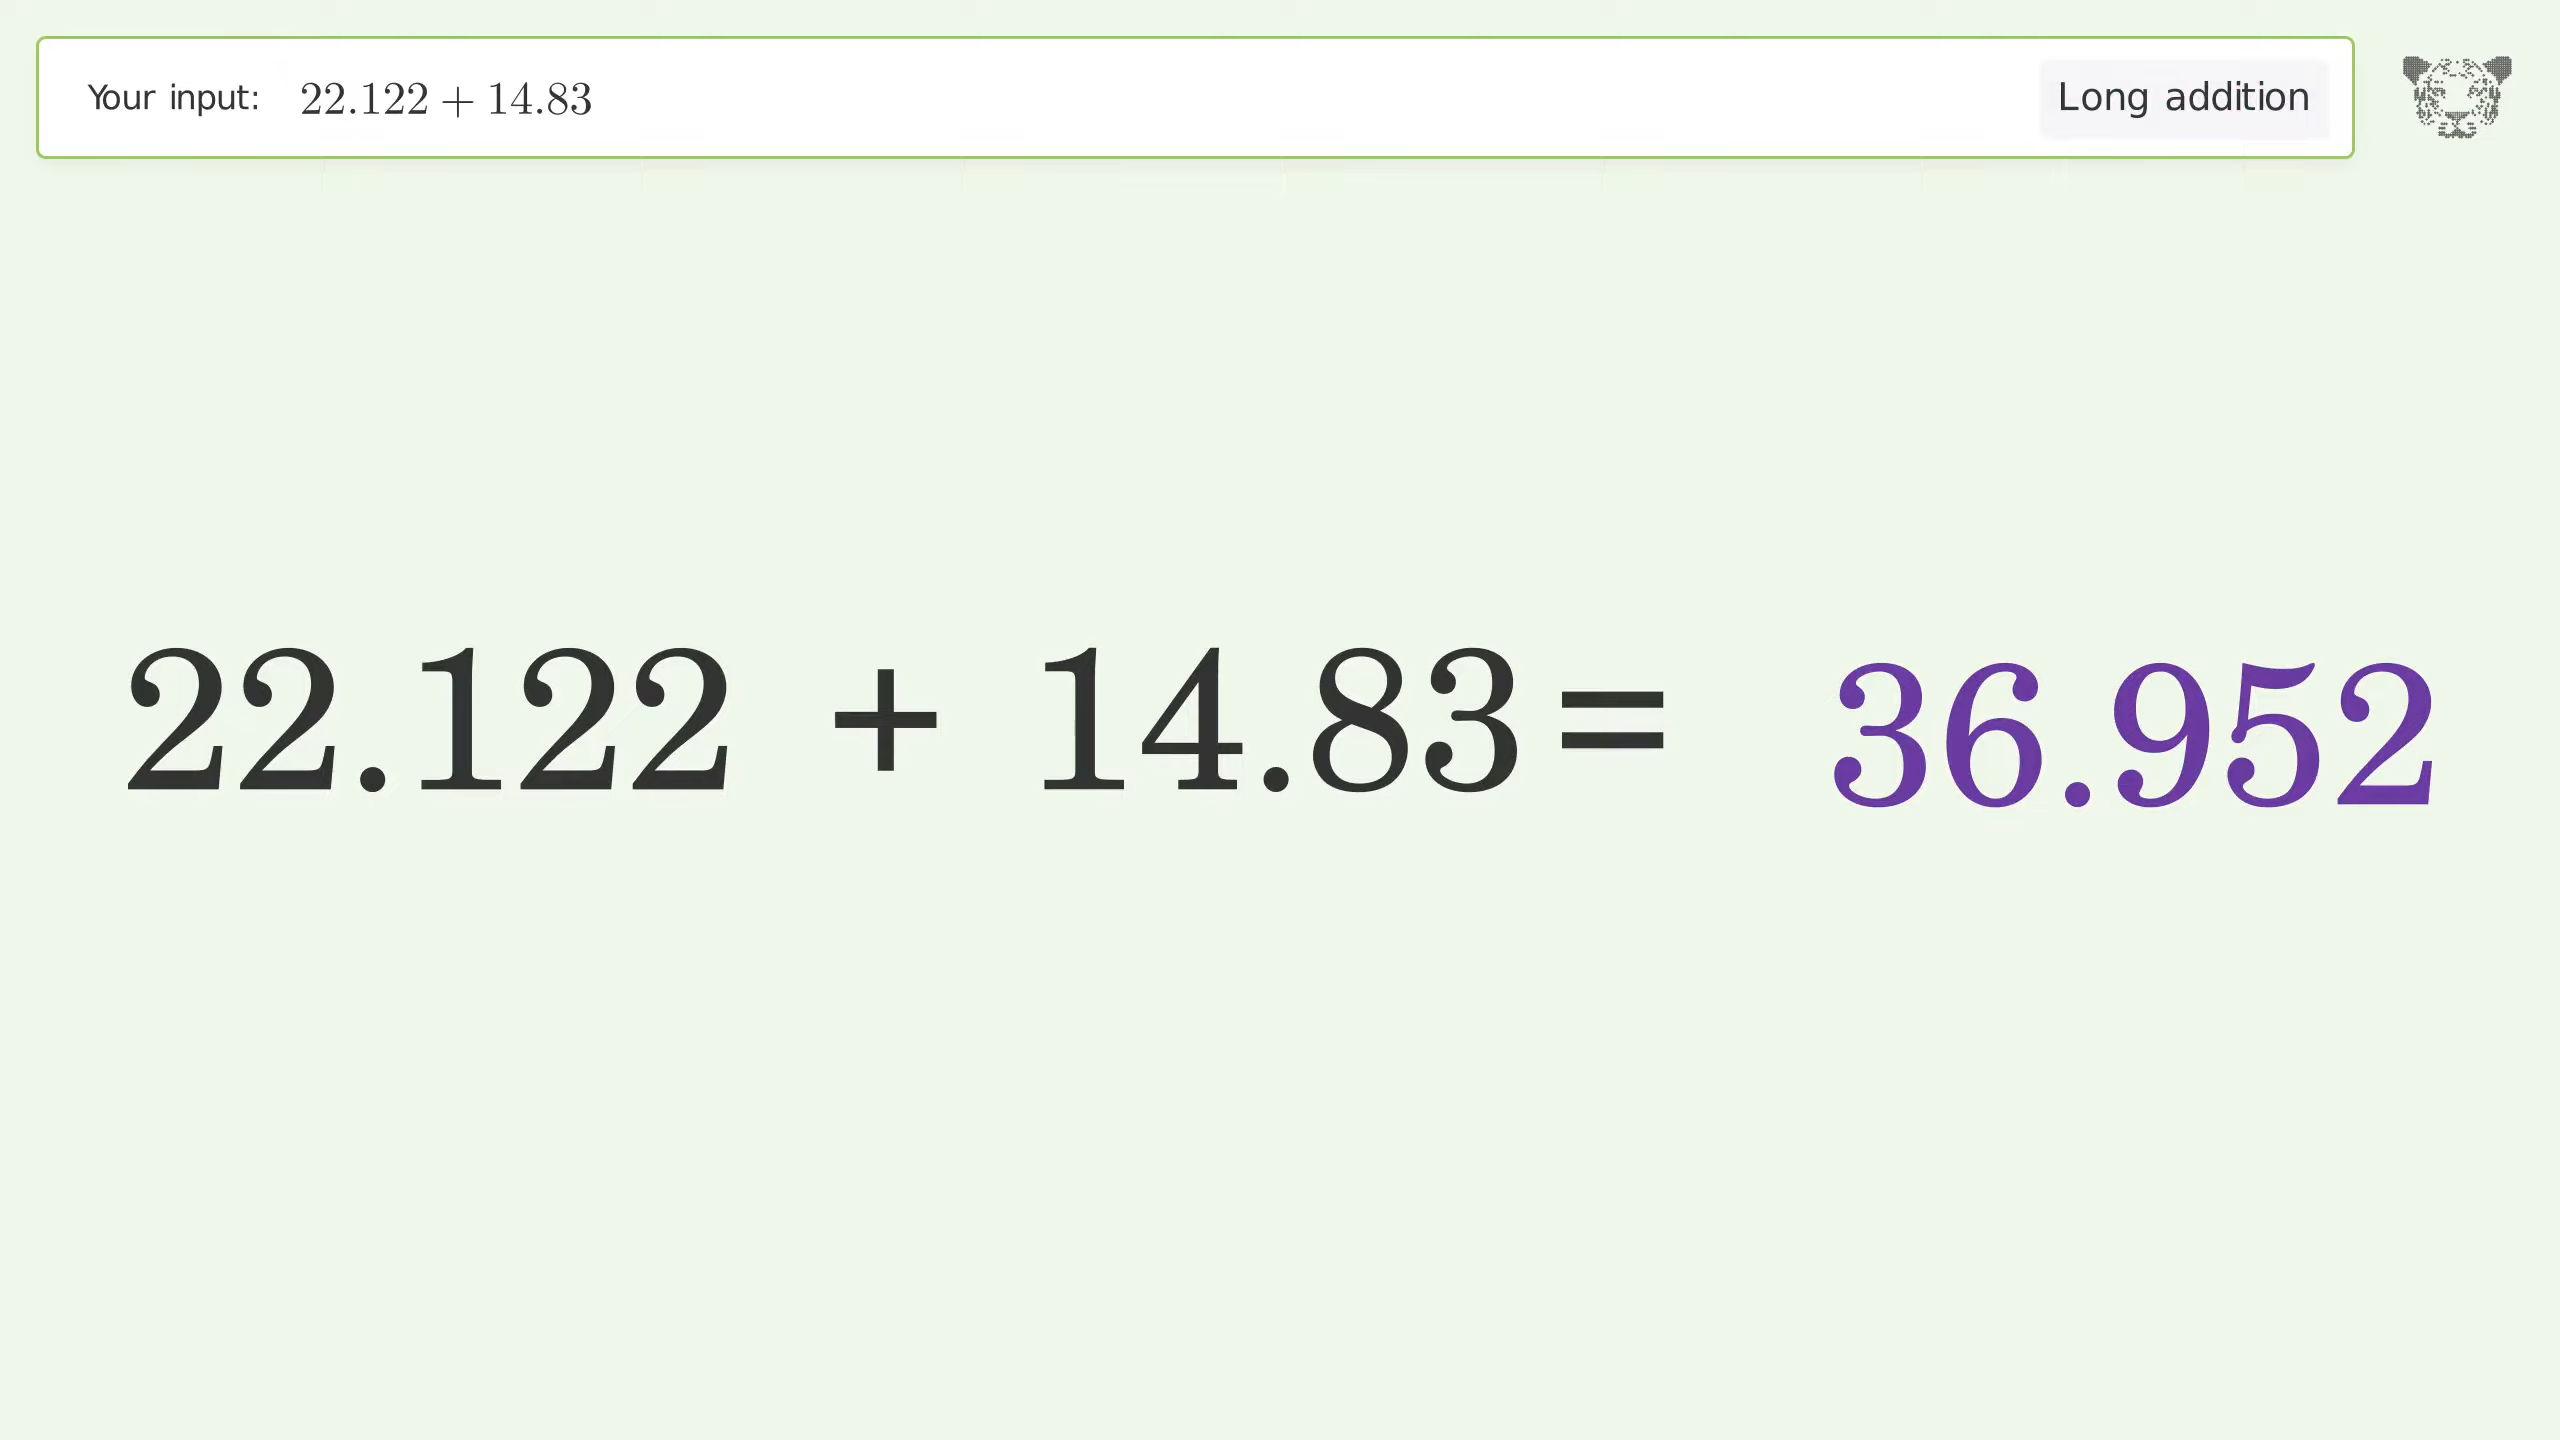 Your input: 22.122 + 14.83 Long addition
22.122 + 14.83 = 36.952